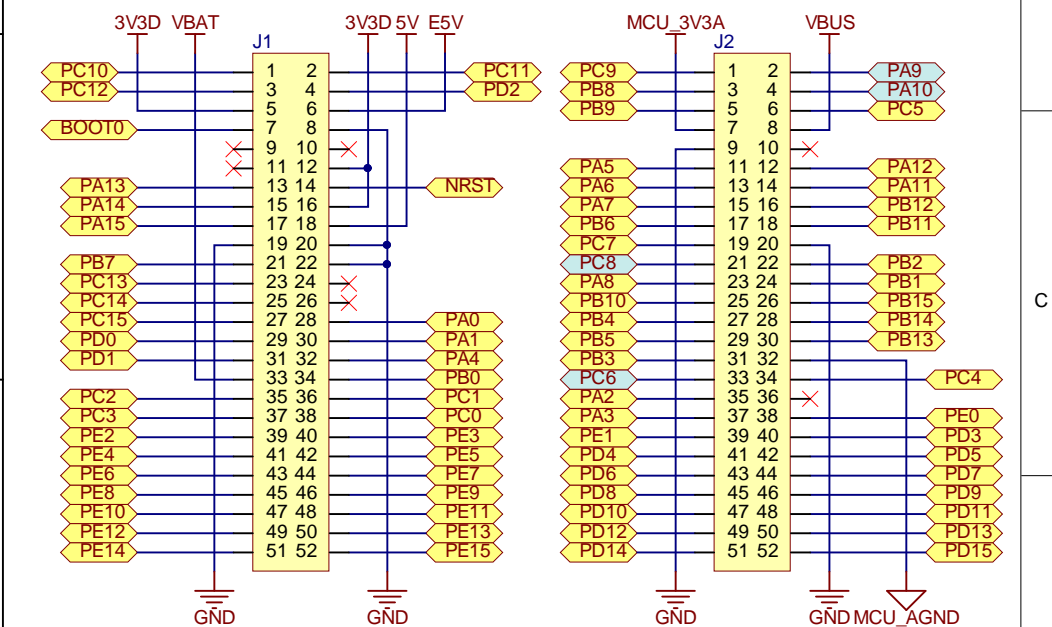 3V3D VBAT 3V3D 5V E5V MCU_3V3A VBUS
J1 J2
PC10 1 2 PC11 PC9 1 2 PA9
PC12 3 4 PD2 PB8 3 4 PA10
5 6 PB9 5 6 PC5
BOOT0 7 8 7 8
9 10 9 10
11 12 PA5 11 12 PA12
PA13 13 14 NRST PA6 13 14 PA11
PA14 15 16 PA7 15 16 PB12
PA15 17 18 PB6 17 18 PB11
19 20 PC7 19 20
PB7 21 22 PC8 21 22 PB2
PC13 23 24 PA8 23 24 PB1
PC14 25 26 PB10 25 26 PB15 C
PC15 27 28 PA0 PB4 27 28 PB14
PD0 29 30 PA1 PB5 29 30 PB13
PD1 31 32 PA4 PB3 31 32
33 34 PB0 PC6 33 34 PC4
PC2 35 36 PC1 PA2 35 36
PC3 37 38 PC0 PA3 37 38 PE0
PE2 39 40 PE3 PE1 39 40 PD3
PE4 41 42 PE5 PD4 41 42 PD5
PE6 43 44 PE7 PD6 43 44 PD7
PE8 45 46 PE9 PD8 45 46 PD9
PE10 47 48 PE11 PD10 47 48 PD11
PE12 49 50 PE13 PD12 49 50 PD13
PE14 51 52 PE15 PD14 51 52 PD15
GND GND GND GND MCU_AGND